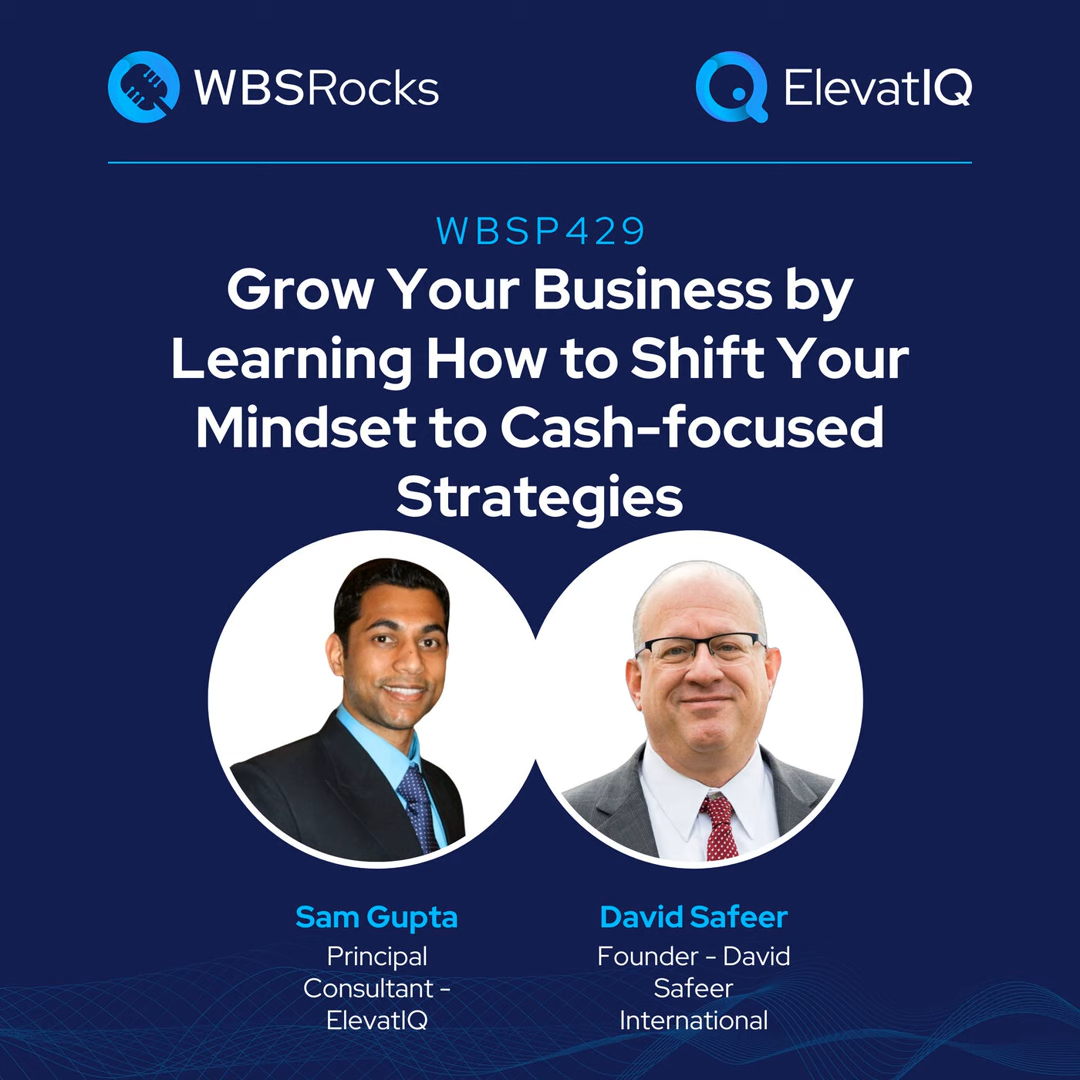 WBSRocks
ElevatIQ
WBSP429
Grow Your Business by
Learning How to Shift Your
Mindset to Cash-focused
Strategies
Sam Gupta
Principal
Consultant -
ElevatIQ
David Safeer
Founder - David
Safeer
International